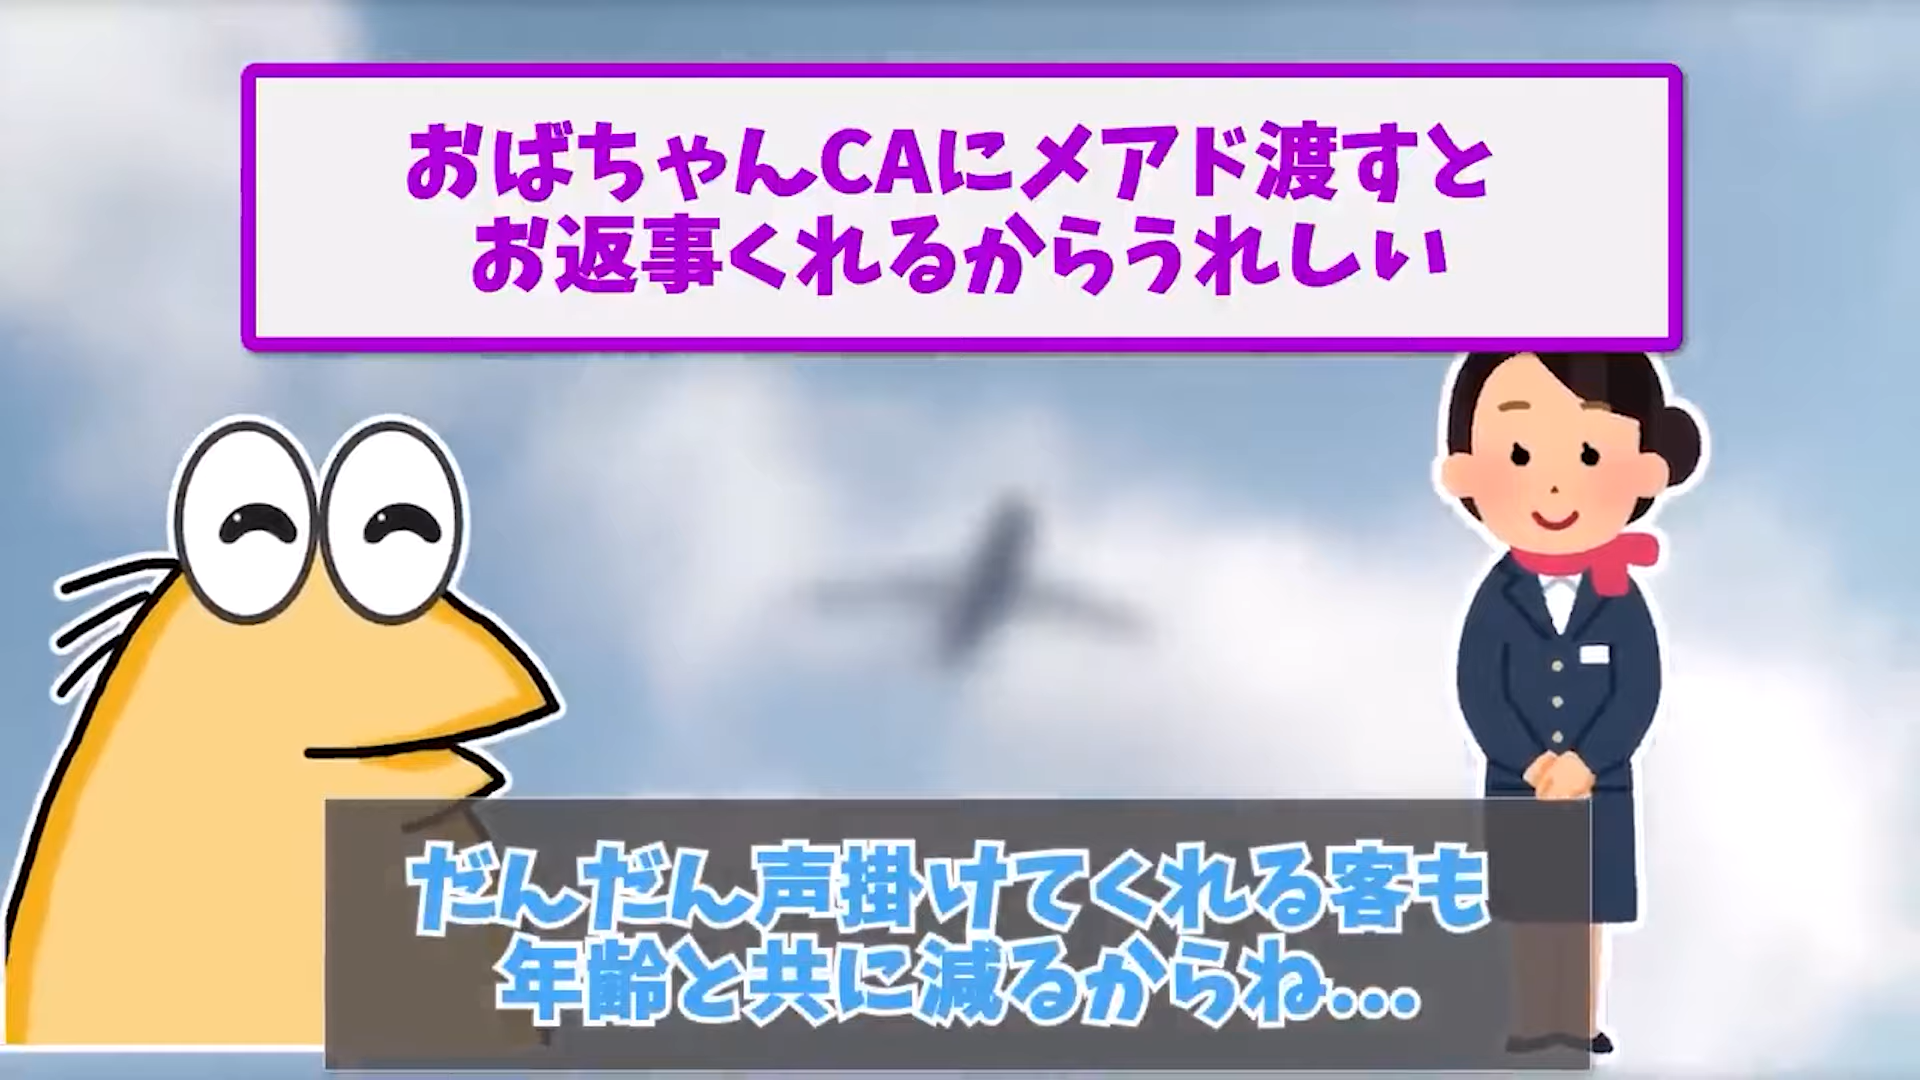 おばちゃんCAにメアド渡すと
お返事くれるからうれしい
だんだん声掛けてくれる客も
年齢と共に減るからね…